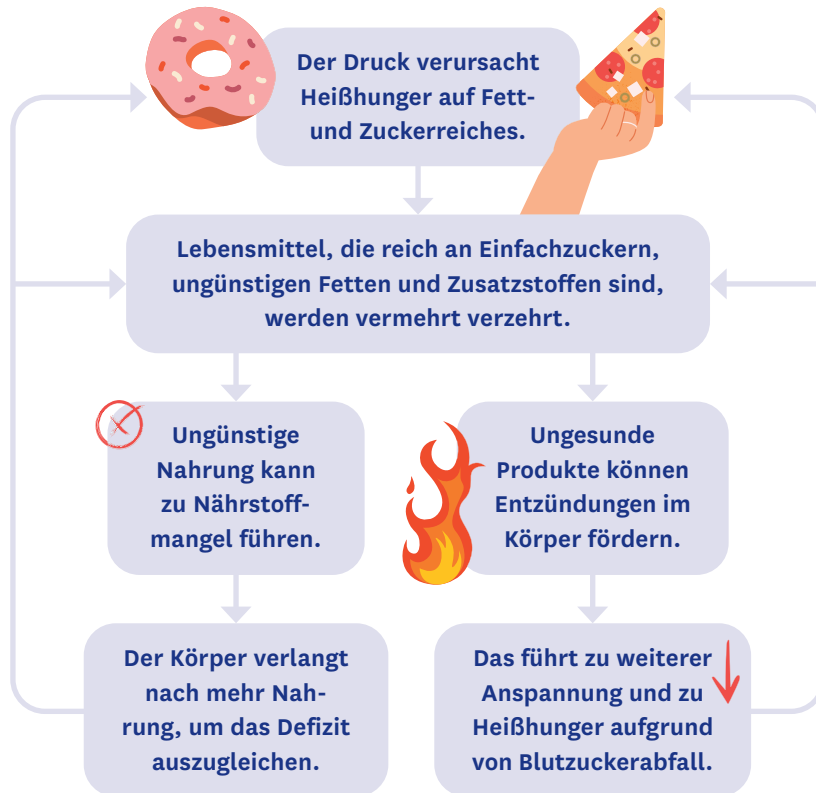 Der Druck verursacht
Heißhunger auf Fett-
und Zuckerreiches.
Lebensmittel, die reich an Einfachzuckern,
ungünstigen Fetten und Zusatzstoffen sind,
werden vermehrt verzehrt.
Ungünstige
Nahrung kann
zu Nährstoff-
mangel führen.
Ungesunde
Produkte können
Entzündungen im
Körper fördern.
Der Körper verlangt
nach mehr Nah-
rung, um das Defizit
auszugleichen.
Das führt zu weiterer
Anspannung und zu
Heißhunger aufgrund
von Blutzuckerabfall.